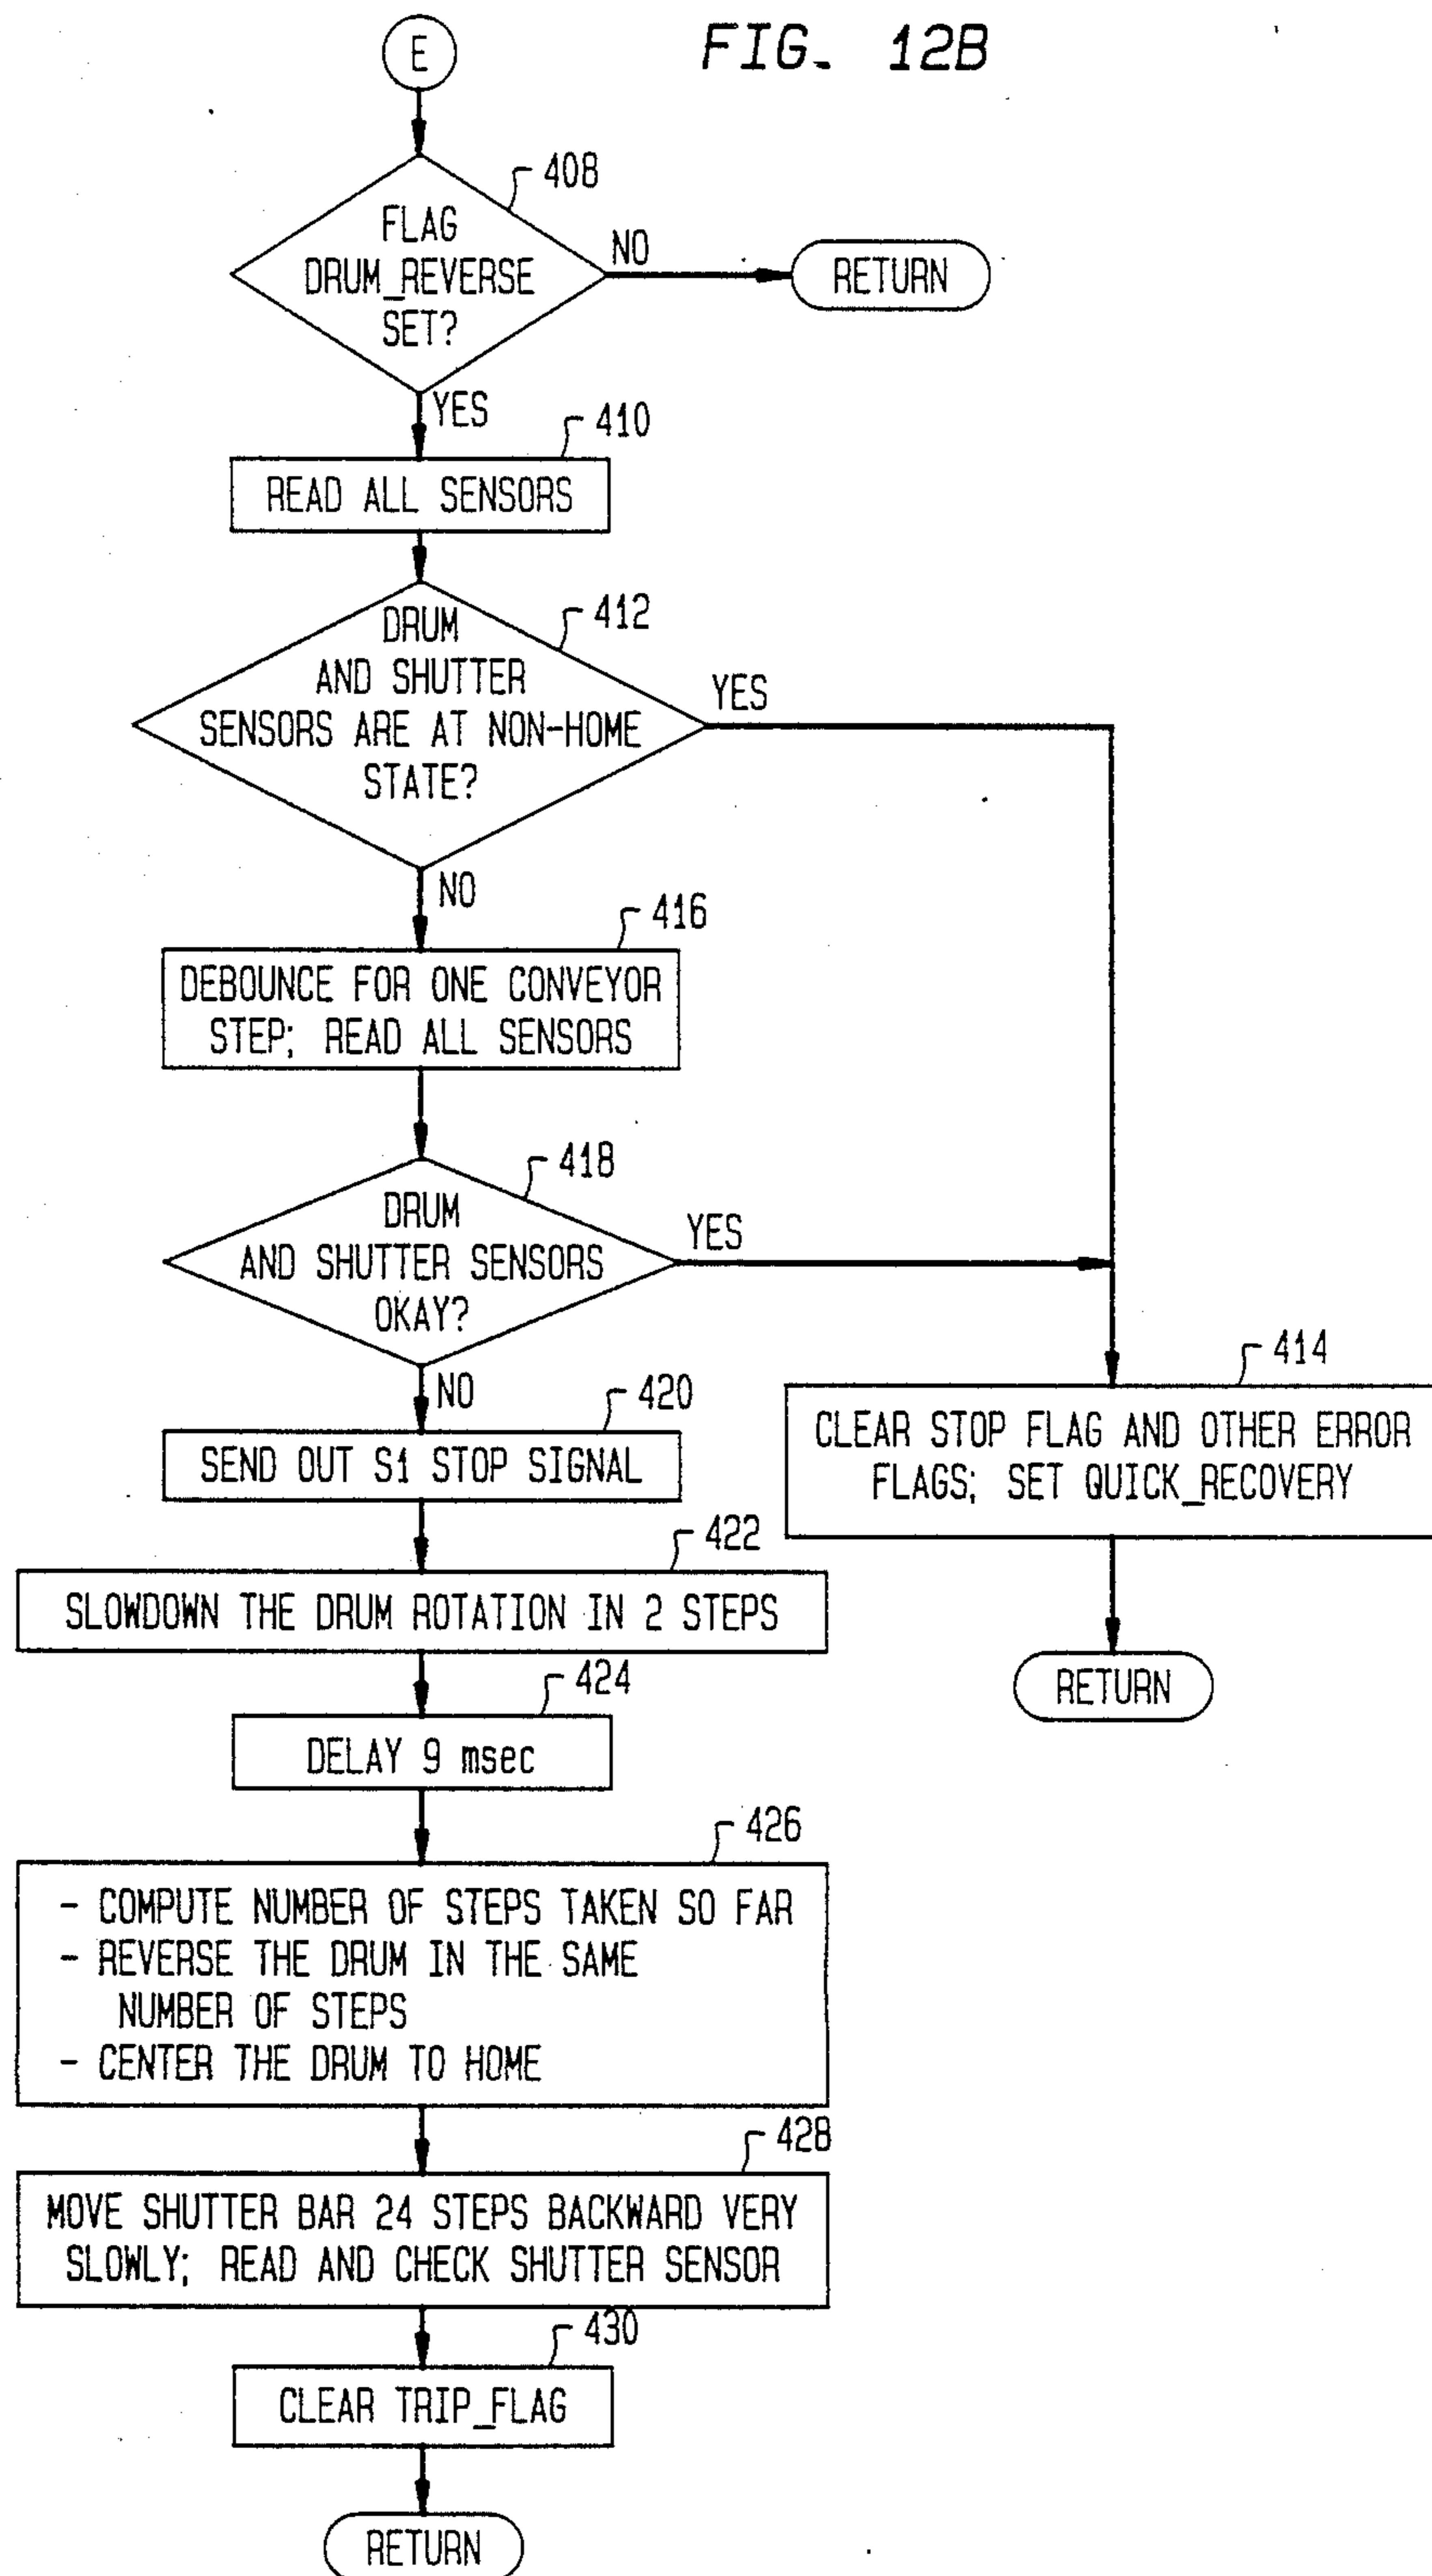 FIG. 12B
E
408
FLAG
DRUM_REVERSE
SET?
NO
RETURN
YES
410
READ ALL SENSORS
412
DRUM
AND SHUTTER
SENSORS ARE AT NON-HOME
STATE?
YES
NO
416
DEBOUNCE FOR ONE CONVEYOR
STEP; READ ALL SENSORS
418
DRUM
AND SHUTTER SENSORS
OKAY?
YES
NO
414
CLEAR STOP FLAG AND OTHER ERROR
FLAGS; SET QUICK_RECOVERY
RETURN
420
SEND OUT S1 STOP SIGNAL
422
SLOWDOWN THE DRUM ROTATION IN 2 STEPS
424
DELAY 9 msec
426
- COMPUTE NUMBER OF STEPS TAKEN SO FAR
- REVERSE THE DRUM IN THE SAME
NUMBER OF STEPS
- CENTER THE DRUM TO HOME
428
MOVE SHUTTER BAR 24 STEPS BACKWARD VERY
SLOWLY; READ AND CHECK SHUTTER SENSOR
430
CLEAR TRIP_FLAG
RETURN